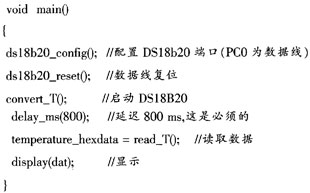 void main()
{
ds18b20_config(); //配置 DS18b20 端口(PC0 为数据线)
ds18b20_reset(); //数据线复位
convert_T(); //启动 DS18B20
delay_ms(800); //延迟 800 ms,这是必须的
temperature_hexdata = read_T(); //读取数据
display(dat); //显示
}